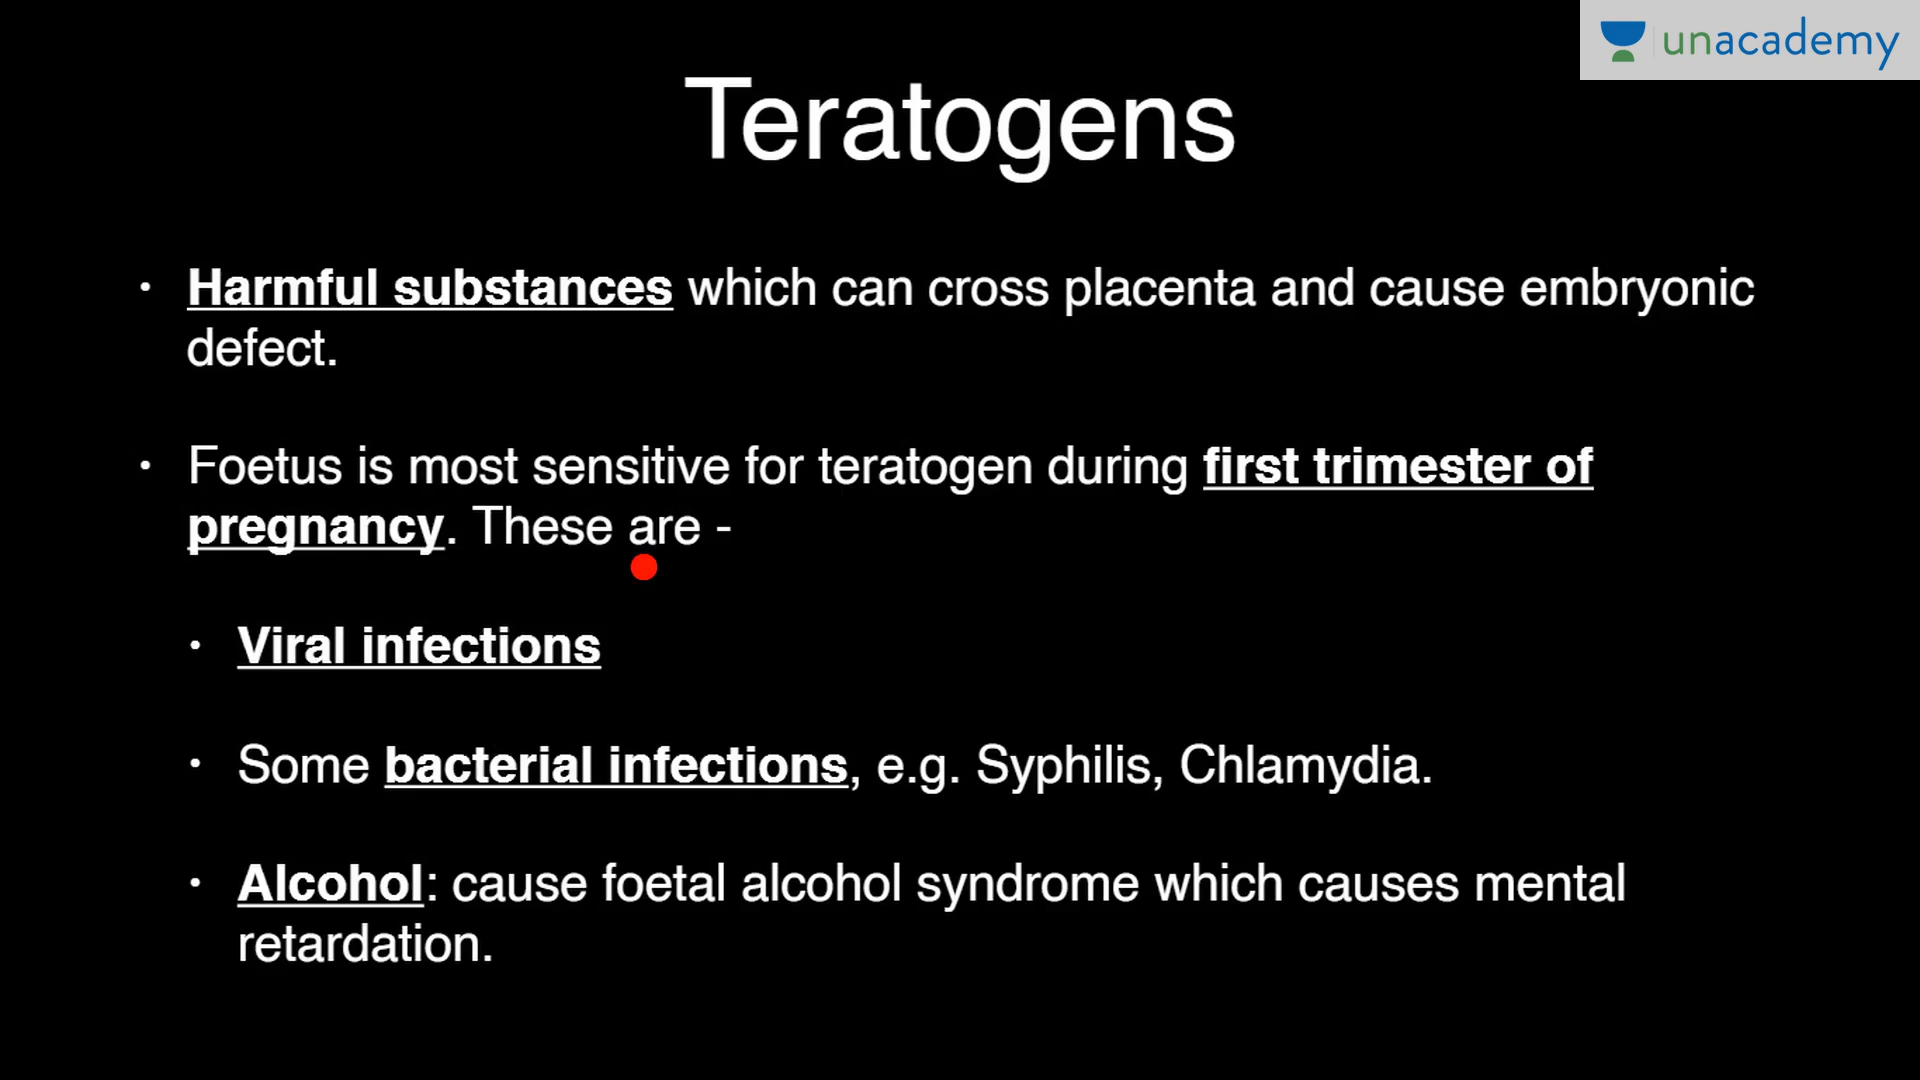 unacademy
Teratogens
• Harmful substances which can cross placenta and cause embryonic
defect.
• Foetus is most sensitive for teratogen during first trimester of
pregnancy. These are -
• Viral infections
• Some bacterial infections, e.g. Syphilis, Chlamydia.
• Alcohol: cause foetal alcohol syndrome which causes mental
retardation.